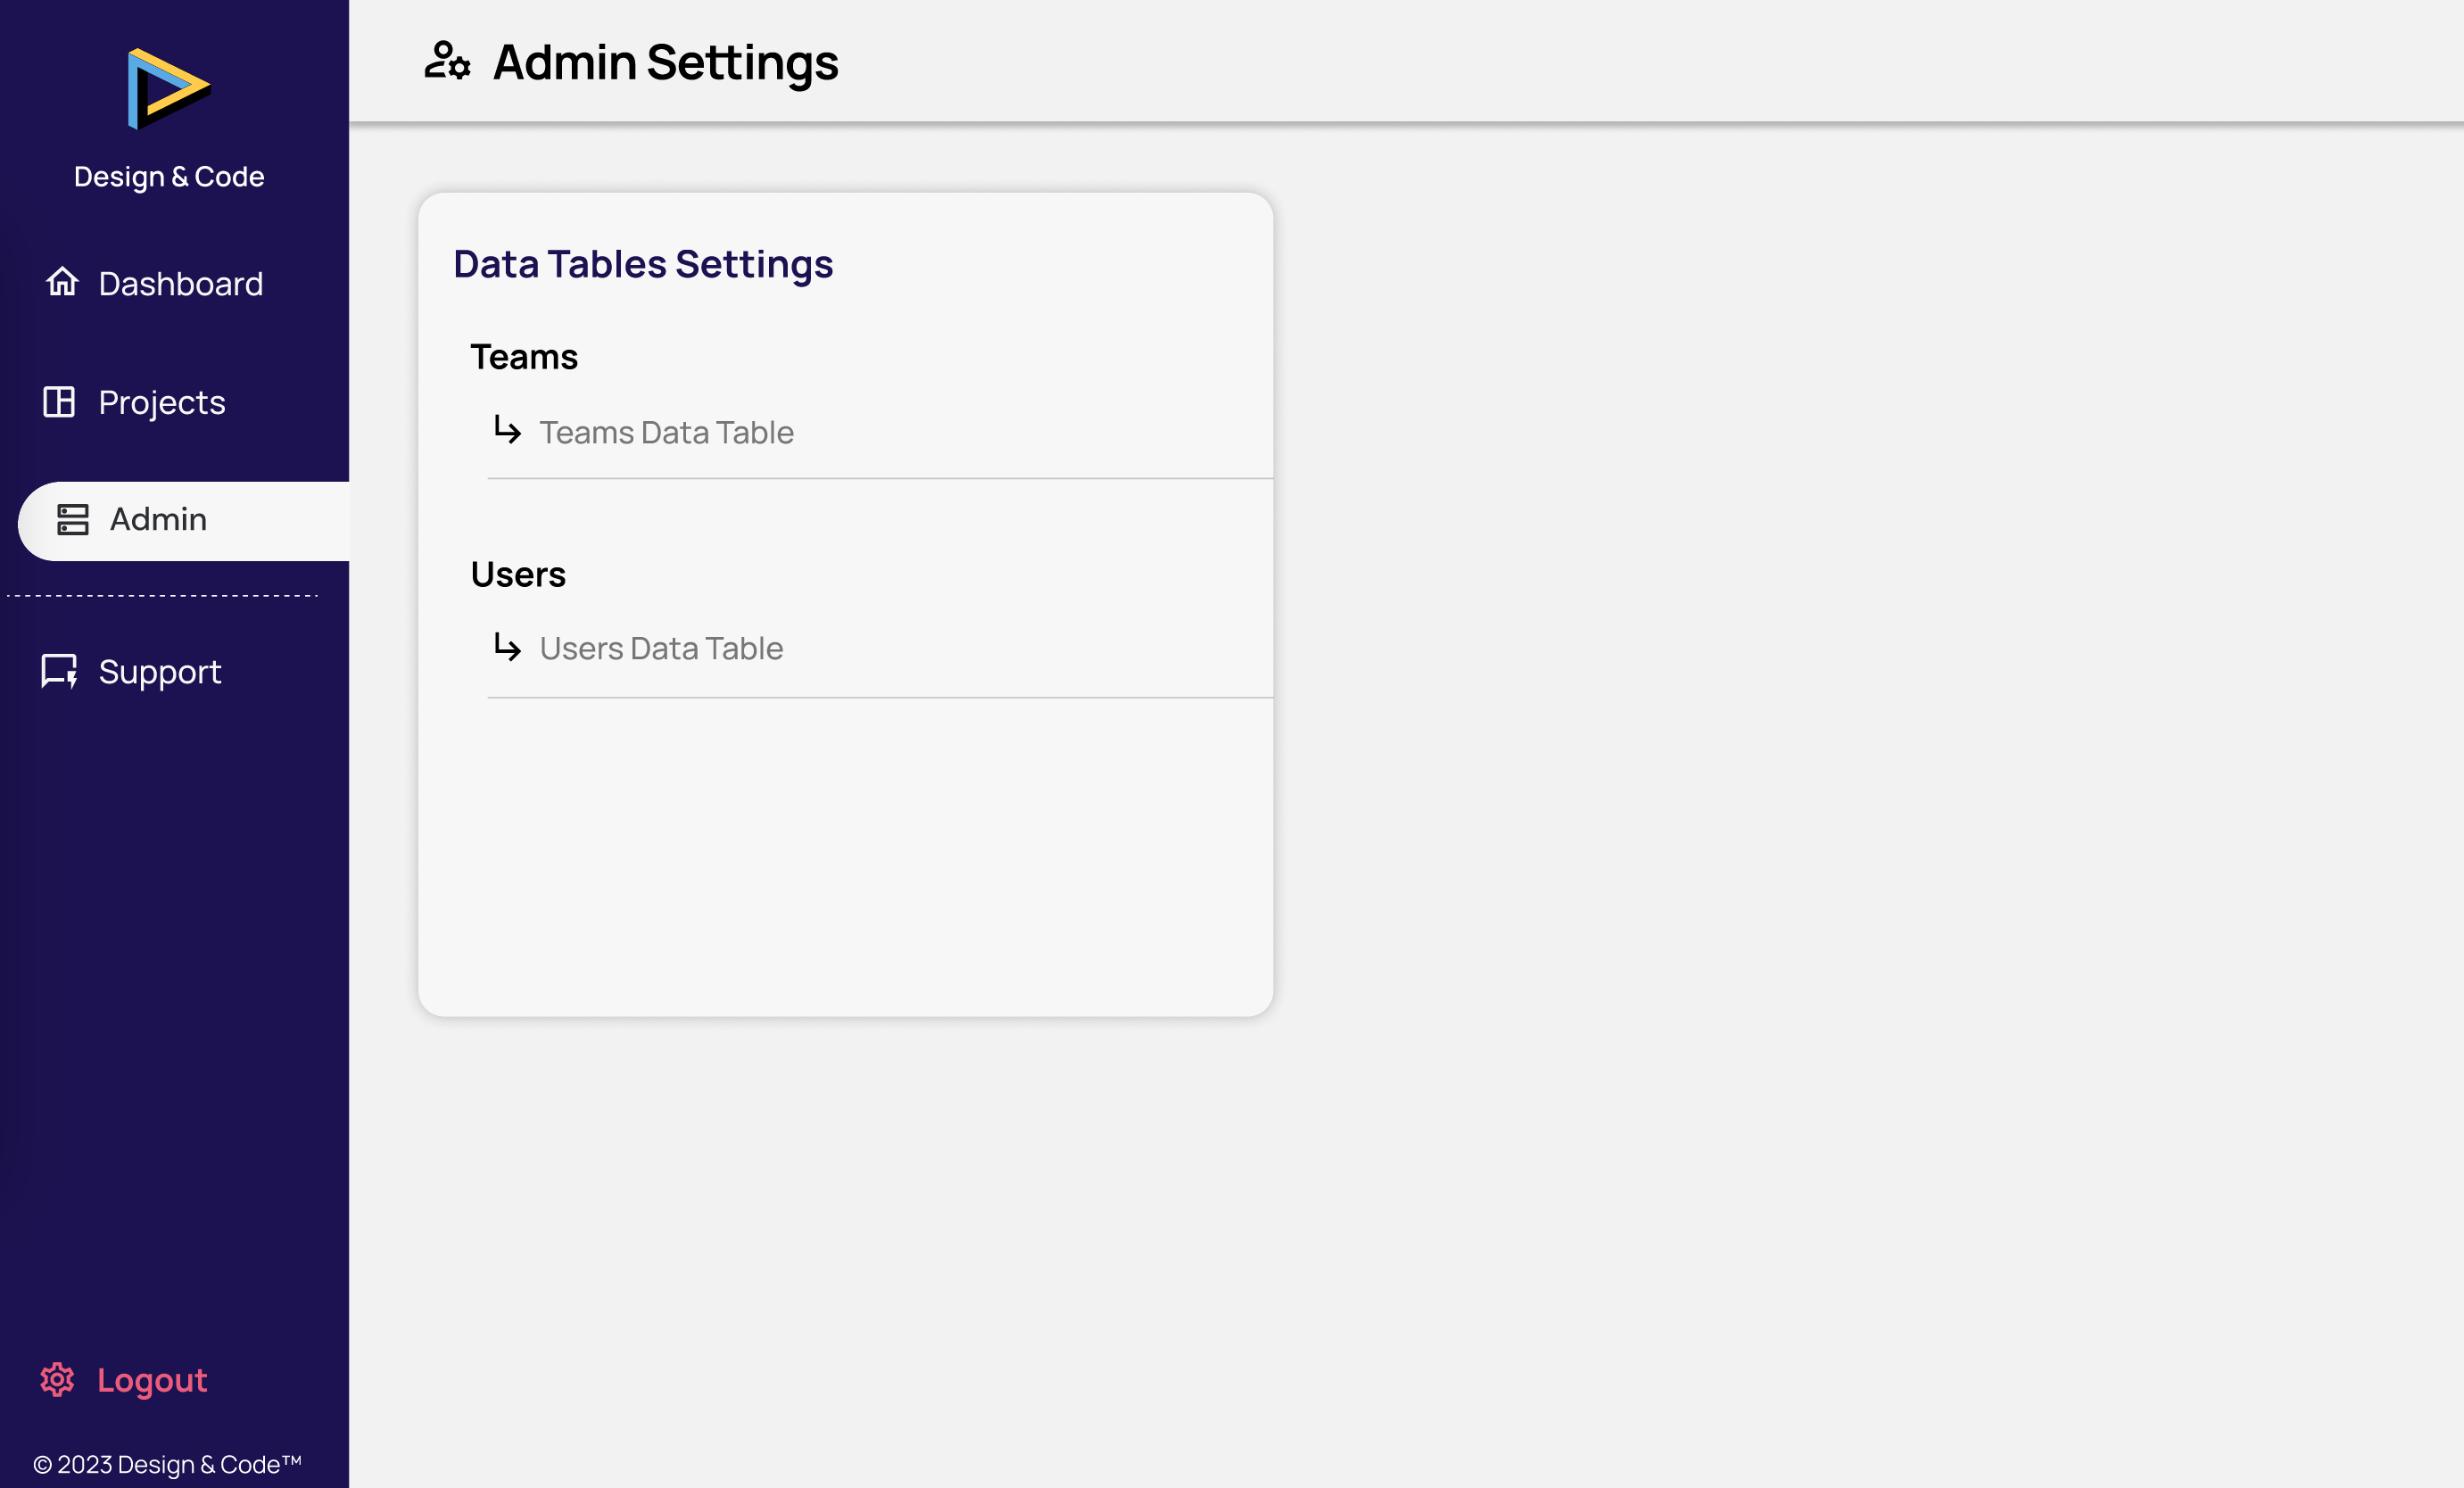 Design & Code
Dashboard
Projects
Admin
Support
Logout
© 2023 Design & Code™
Admin Settings
Data Tables Settings
Teams
Teams Data Table
Users
Users Data Table